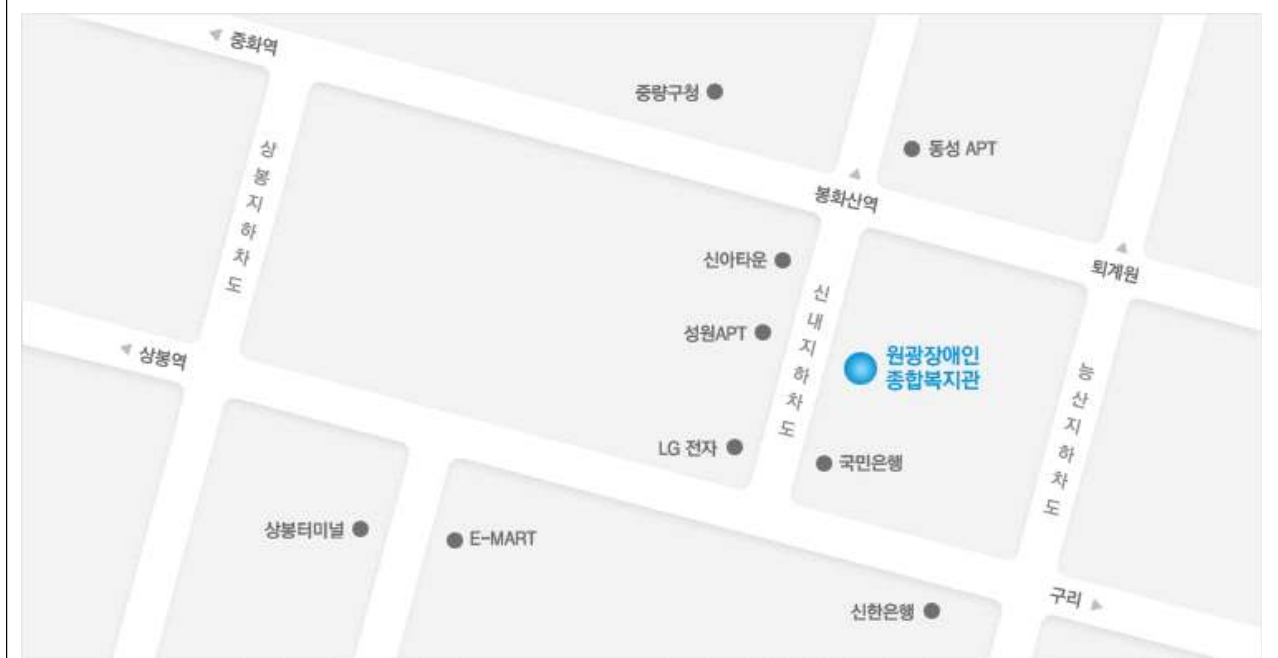 중화역
중량구청
동성 APT
상봉지하차도
봉화산역
신아타운
퇴계원
신내지하차도
성원APT
상봉역
원광장애인
종합복지관
능산지하차도
LG 전자
국민은행
상봉터미널
E-MART
구리
신한은행